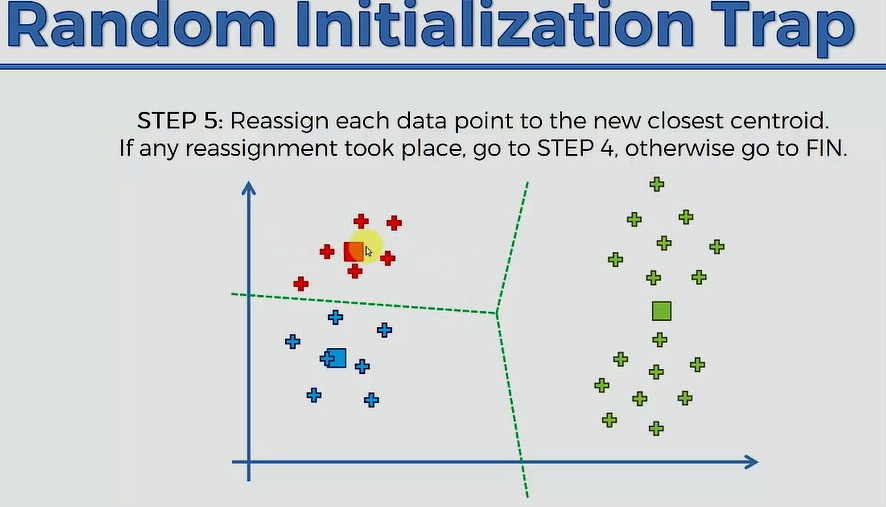 Random Initialization Trap
STEP 5: Reassign each data point to the new closest centroid.
If any reassignment took place, go to STEP 4, otherwise go to FIN.